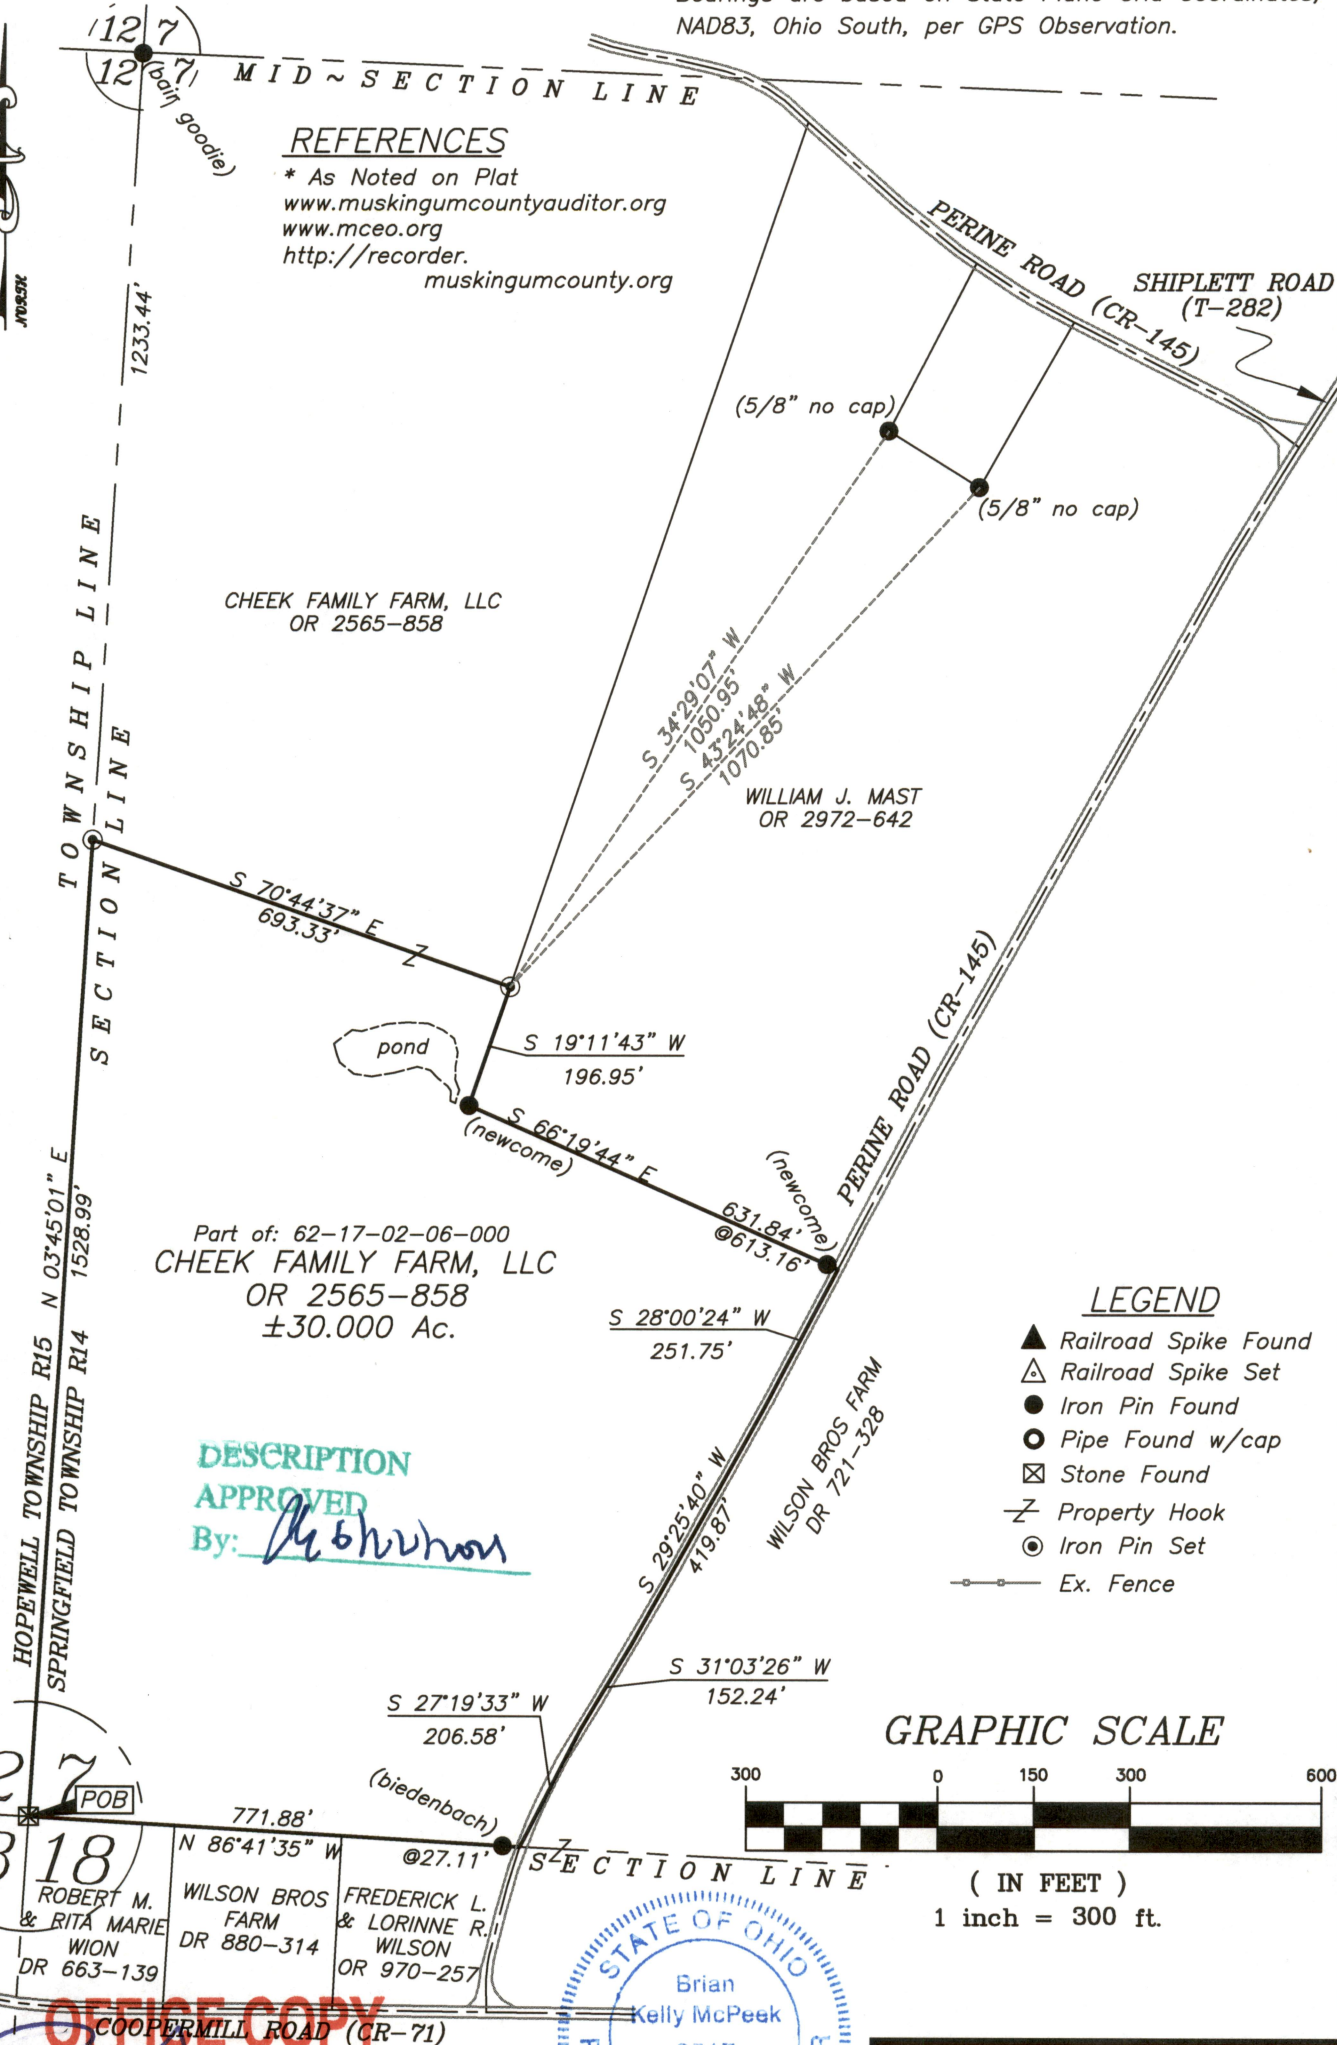 NAD83, Ohio South, per GPS Observation.
12 7
12 7
(bain goodie)
MID~SECTION LINE
NORTH
REFERENCES
* As Noted on Plat
www.muskingumcountyauditor.org
www.mceo.org
http://recorder.
muskingumcounty.org
1233.44'
PERINE ROAD (CR-145)
SHIPLETT ROAD
(T-282)
(5/8" no cap)
(5/8" no cap)
TOWNSHIP LINE
SECTION LINE
CHEEK FAMILY FARM, LLC
OR 2565-858
S 34°29'07" W
1050.95'
S 43°24'48" W
1070.85'
WILLIAM J. MAST
OR 2972-642
S 70°44'37" E
693.33'
Z
pond
S 19°11'43" W
196.95'
(newcome)
S 66°19'44" E
631.84'
@613.16'
(newcome)
PERINE ROAD (CR-145)
N 03°45'01" E
1528.99'
HOPEWELL TOWNSHIP R15
SPRINGFIELD TOWNSHIP R14
Part of: 62-17-02-06-000
CHEEK FAMILY FARM, LLC
OR 2565-858
±30.000 Ac.
S 28°00'24" W
251.75'
WILSON BROS FARM
DR 721-328
LEGEND
Railroad Spike Found
Railroad Spike Set
Iron Pin Found
Pipe Found w/cap
Stone Found
Z Property Hook
Iron Pin Set
Ex. Fence
DESCRIPTION
APPROVED
By:
S 29°25'40" W
419.87'
S 31°03'26" W
152.24'
S 27°19'33" W
206.58'
(biedenbach)
7
POB
18
771.88'
N 86°41'35" W
@27.11'
Z
SECTION LINE
GRAPHIC SCALE
300 0 150 300 600
( IN FEET )
1 inch = 300 ft.
ROBERT M.
& RITA MARIE
WION
DR 663-139
WILSON BROS
FARM
DR 880-314
FREDERICK L.
& LORINNE R.
WILSON
OR 970-257
OFFICE COPY
COOPERMILL ROAD (CR-71)
STATE OF OHIO
Brian
Kelly McPeek